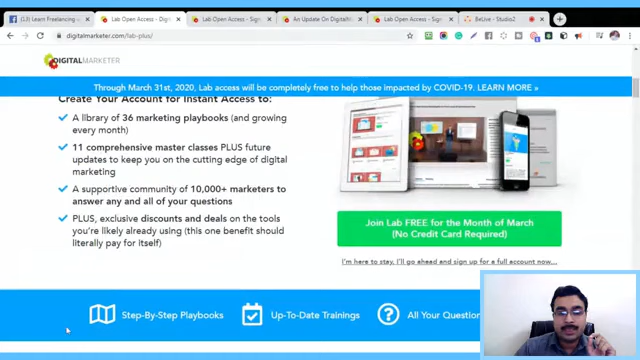 (13) Learn Freelancing -
Lab Open Access - Digi
Lab Open Access - Sign
An Update On DigitalM
Lab Open Access - Sign
BeLive - Studio2
digitalmarketer.com/lab-plus/
DIGITALMARKETER
Through March 31st, 2020, Lab access will be completely free to help those impacted by COVID-19. LEARN MORE »
Create Your Account for Instant Access to:
A library of 36 marketing playbooks (and growing
every month)
11 comprehensive master classes PLUS future
updates to keep you on the cutting edge of digital
marketing
A supportive community of 10,000+ marketers to
answer any and all of your questions
PLUS, exclusive discounts and deals on the tools
you're likely already using (this one benefit should
literally pay for itself)
Join Lab FREE for the Month of March
(No Credit Card Required)
I'm here to stay, I'll go ahead and sign up for a full account now...
Step-By-Step Playbooks
Up-To-Date Trainings
All Your Question